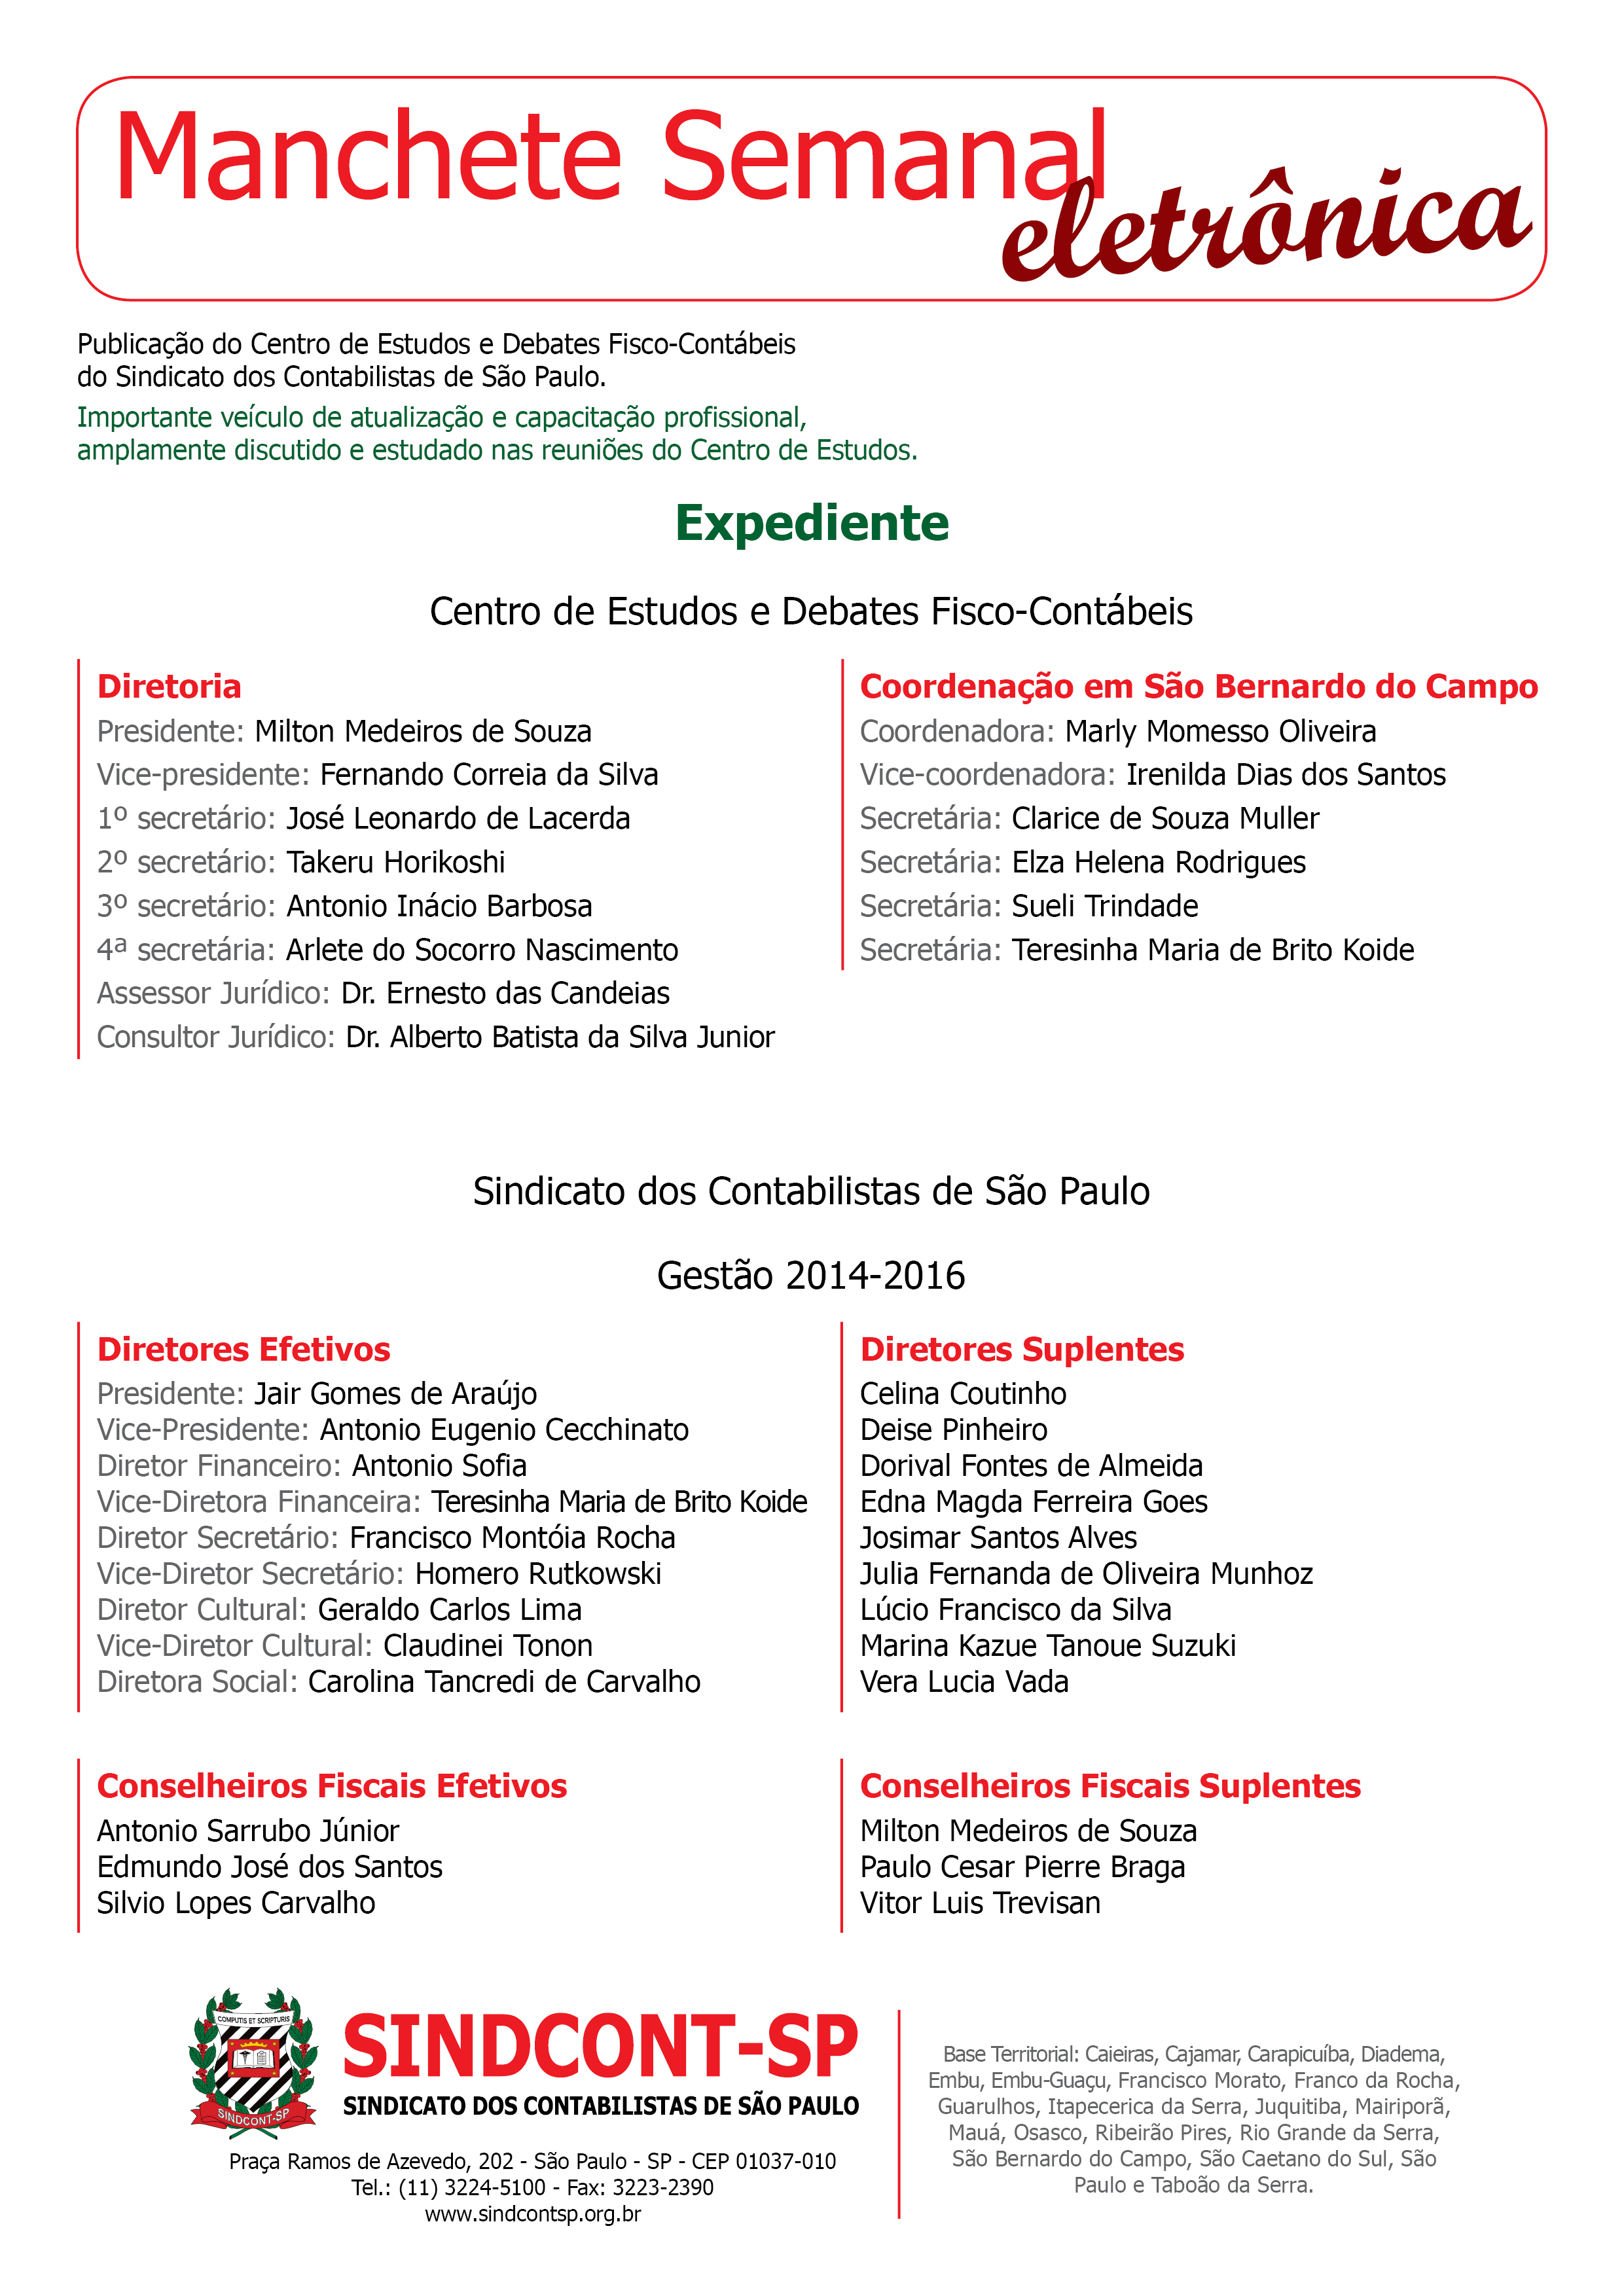 Manchete Semanal
eletrônica
Publicação do Centro de Estudos e Debates Fisco-Contábeis
do Sindicato dos Contabilistas de São Paulo.
Importante veículo de atualização e capacitação profissional,
amplamente discutido e estudado nas reuniões do Centro de Estudos.
Expediente
Centro de Estudos e Debates Fisco-Contábeis
Diretoria
Presidente: Milton Medeiros de Souza
Vice-presidente: Fernando Correia da Silva
1º secretário: José Leonardo de Lacerda
2º secretário: Takeru Horikoshi
3º secretário: Antonio Inácio Barbosa
4ª secretária: Arlete do Socorro Nascimento
Assessor Jurídico: Dr. Ernesto das Candeias
Consultor Jurídico: Dr. Alberto Batista da Silva Junior
Coordenação em São Bernardo do Campo
Coordenadora: Marly Momesso Oliveira
Vice-coordenadora: Irenilda Dias dos Santos
Secretária: Clarice de Souza Muller
Secretária: Elza Helena Rodrigues
Secretária: Sueli Trindade
Secretária: Teresinha Maria de Brito Koide
Sindicato dos Contabilistas de São Paulo
Gestão 2014-2016
Diretores Efetivos
Presidente: Jair Gomes de Araújo
Vice-Presidente: Antonio Eugenio Cecchinato
Diretor Financeiro: Antonio Sofia
Vice-Diretora Financeira: Teresinha Maria de Brito Koide
Diretor Secretário: Francisco Montóia Rocha
Vice-Diretor Secretário: Homero Rutkowski
Diretor Cultural: Geraldo Carlos Lima
Vice-Diretor Cultural: Claudinei Tonon
Diretora Social: Carolina Tancredi de Carvalho
Diretores Suplentes
Celina Coutinho
Deise Pinheiro
Dorival Fontes de Almeida
Edna Magda Ferreira Goes
Josimar Santos Alves
Julia Fernanda de Oliveira Munhoz
Lúcio Francisco da Silva
Marina Kazue Tanoue Suzuki
Vera Lucia Vada
Conselheiros Fiscais Efetivos
Antonio Sarrubo Júnior
Edmundo José dos Santos
Silvio Lopes Carvalho
Conselheiros Fiscais Suplentes
Milton Medeiros de Souza
Paulo Cesar Pierre Braga
Vitor Luis Trevisan
COMPUTIS ET SCRIPTURIS
SINDCONT-SP
SINDCONT-SP
SINDICATO DOS CONTABILISTAS DE SÃO PAULO
Praça Ramos de Azevedo, 202 - São Paulo - SP - CEP 01037-010
Tel.: (11) 3224-5100 - Fax: 3223-2390
www.sindcontsp.org.br
Base Territorial: Caieiras, Cajamar, Carapicuíba, Diadema,
Embu, Embu-Guaçu, Francisco Morato, Franco da Rocha,
Guarulhos, Itapecerica da Serra, Juquitiba, Mairiporã,
Mauá, Osasco, Ribeirão Pires, Rio Grande da Serra,
São Bernardo do Campo, São Caetano do Sul, São
Paulo e Taboão da Serra.